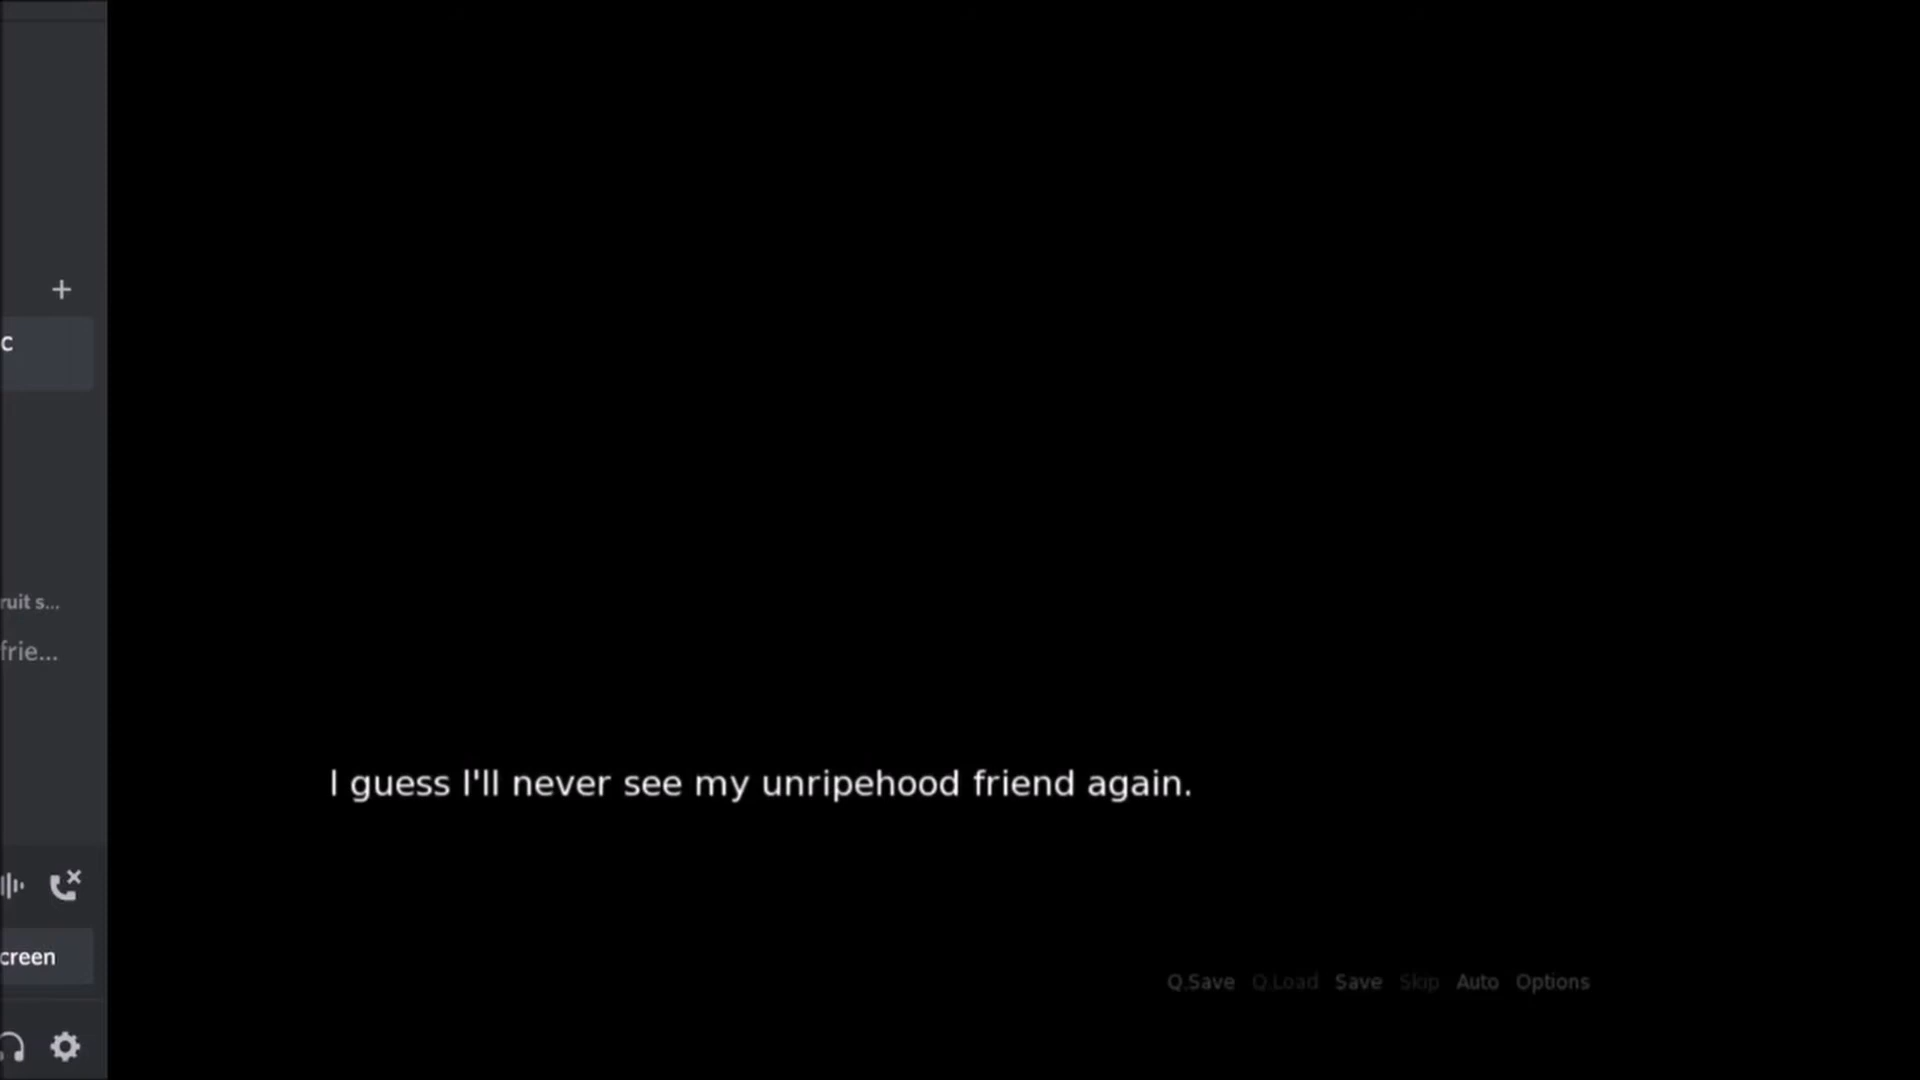 c
ruit s...
frie...
I guess I'll never see my unripehood friend again.
creen
Q.Save Q.Load Save Skip Auto Options